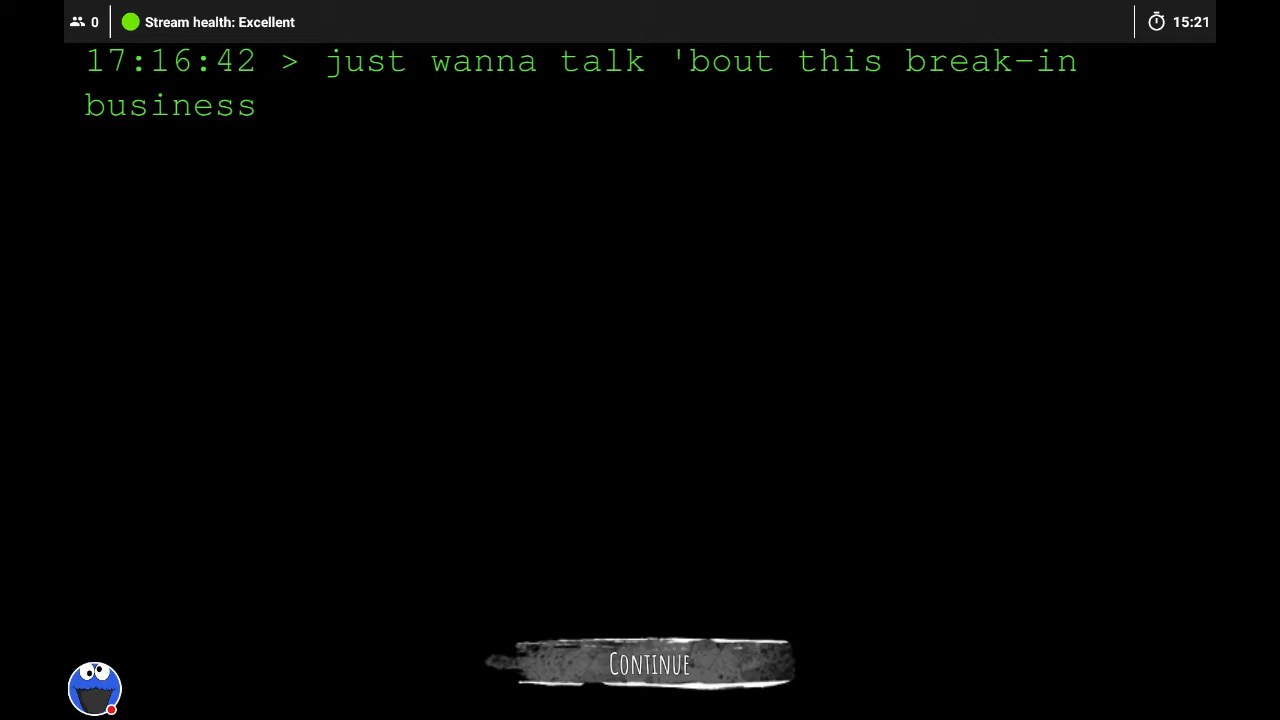 0 Stream health: Excellent 15:21
17:16:42 > just wanna talk 'bout this break-in
business
CONTINUE